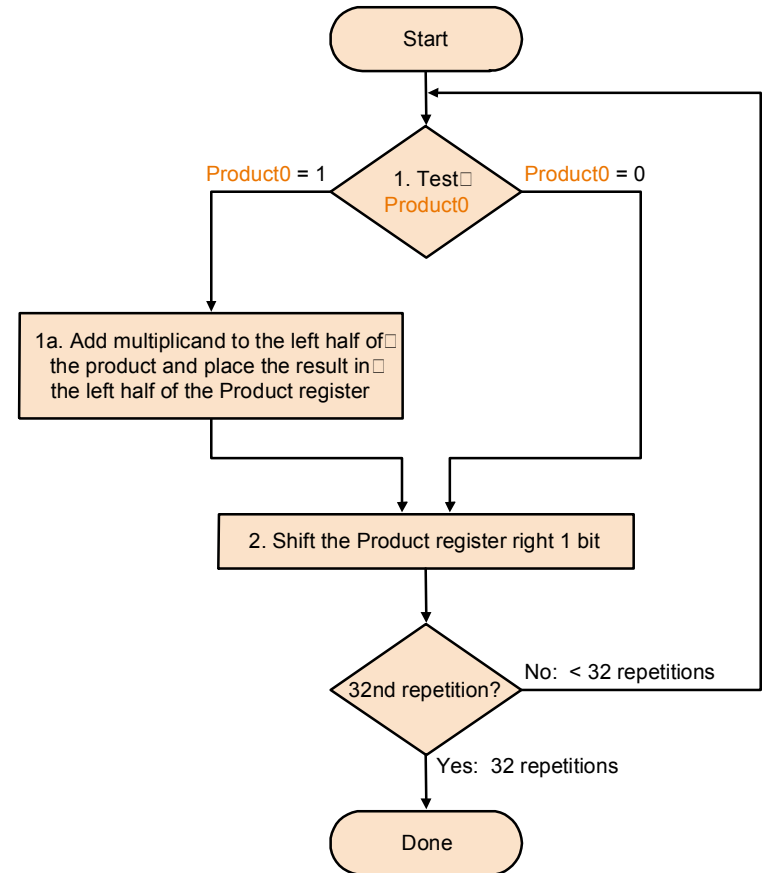 Start
Product0 = 1
1. Test□
Product0
Product0 = 0
1a. Add multiplicand to the left half of□
the product and place the result in□
the left half of the Product register
2. Shift the Product register right 1 bit
32nd repetition?
No:  < 32 repetitions
Yes:  32 repetitions
Done